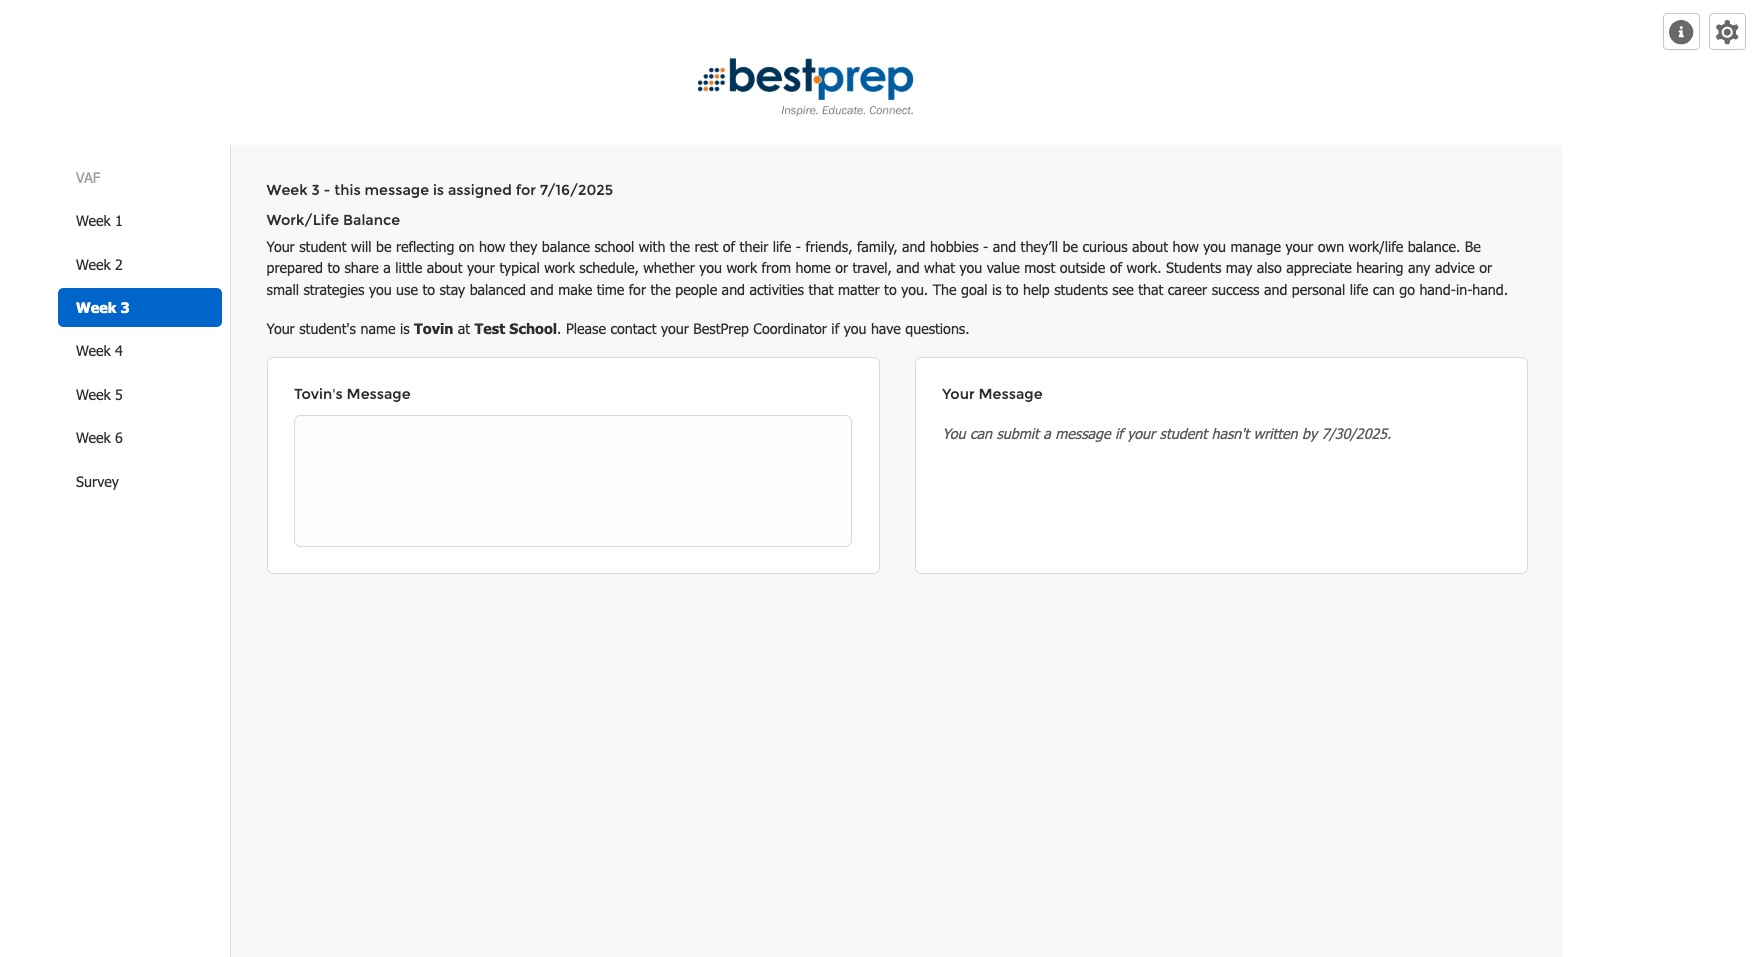 bestprep
Inspire. Educate. Connect.
VAF
Week 1
Week 2
Week 3
Week 4
Week 5
Week 6
Survey
Week 3 - this message is assigned for 7/16/2025
Work/Life Balance
Your student will be reflecting on how they balance school with the rest of their life - friends, family, and hobbies - and they’ll be curious about how you manage your own work/life balance. Be
prepared to share a little about your typical work schedule, whether you work from home or travel, and what you value most outside of work. Students may also appreciate hearing any advice or
small strategies you use to stay balanced and make time for the people and activities that matter to you. The goal is to help students see that career success and personal life can go hand-in-hand.
Your student's name is Tovin at Test School. Please contact your BestPrep Coordinator if you have questions.
Tovin's Message
Your Message
You can submit a message if your student hasn't written by 7/30/2025.